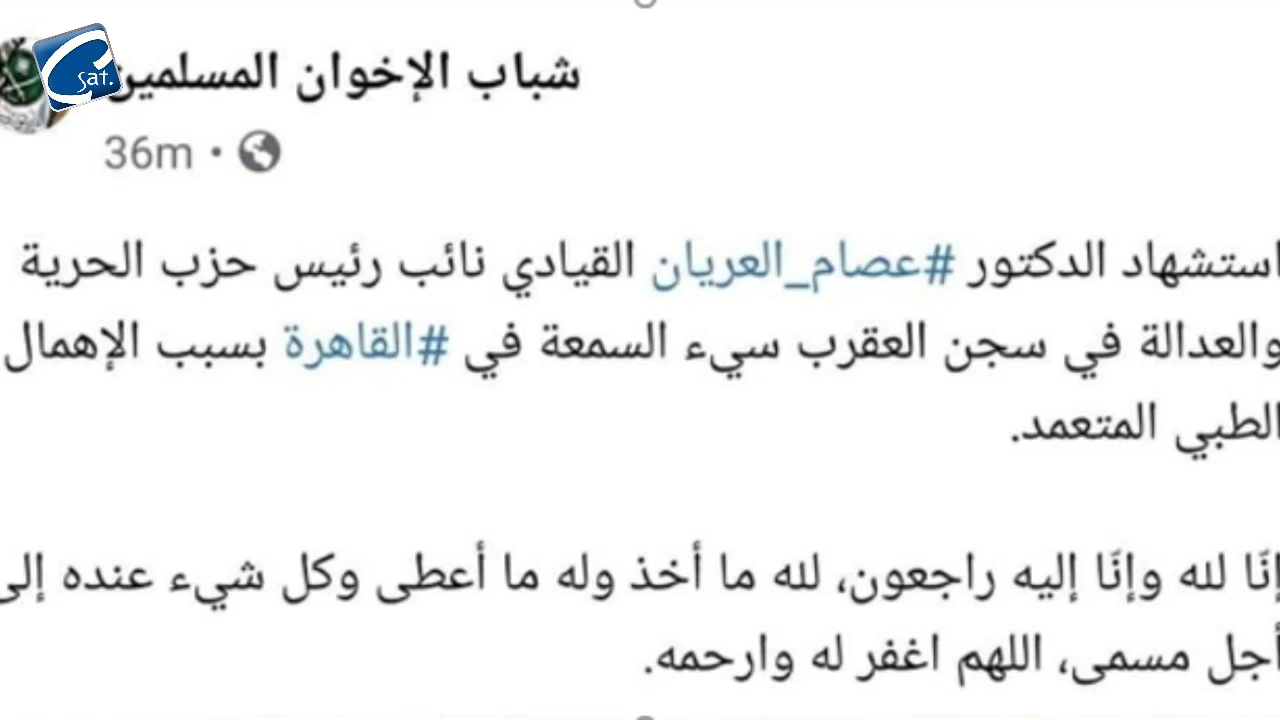 Sat.
شباب الإخوان المسلمين
36m
استشهاد الدكتور #عصام_العريان القيادي نائب رئيس حزب الحرية
والعدالة في سجن العقرب سيء السمعة في #القاهرة بسبب الإهمال
الطبي المتعمد.
إنّا لله وإنّا إليه راجعون، لله ما أخذ وله ما أعطى وكل شيء عنده إلى
أجل مسمى، اللهم اغفر له وارحمه.